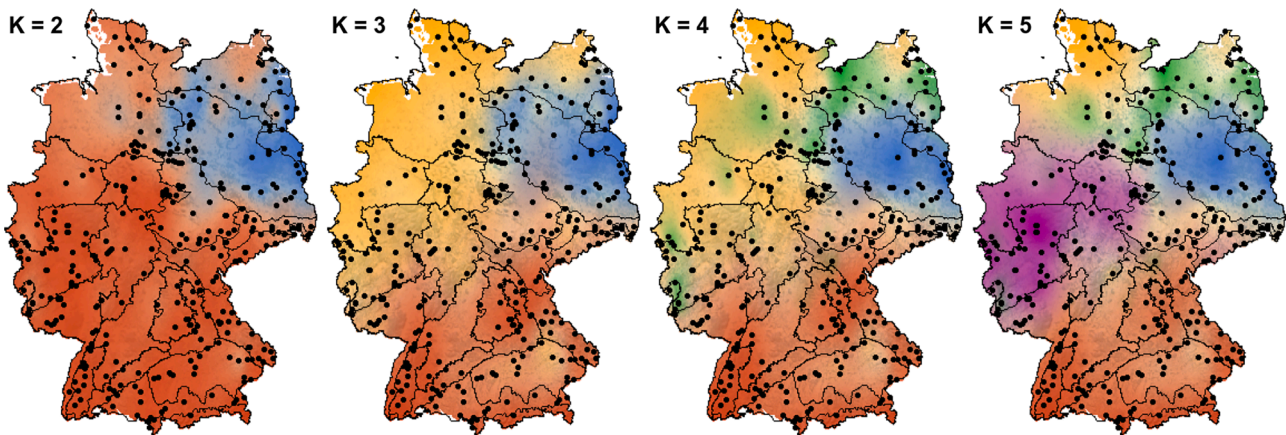 K = 2
K = 3
K = 4
K = 5